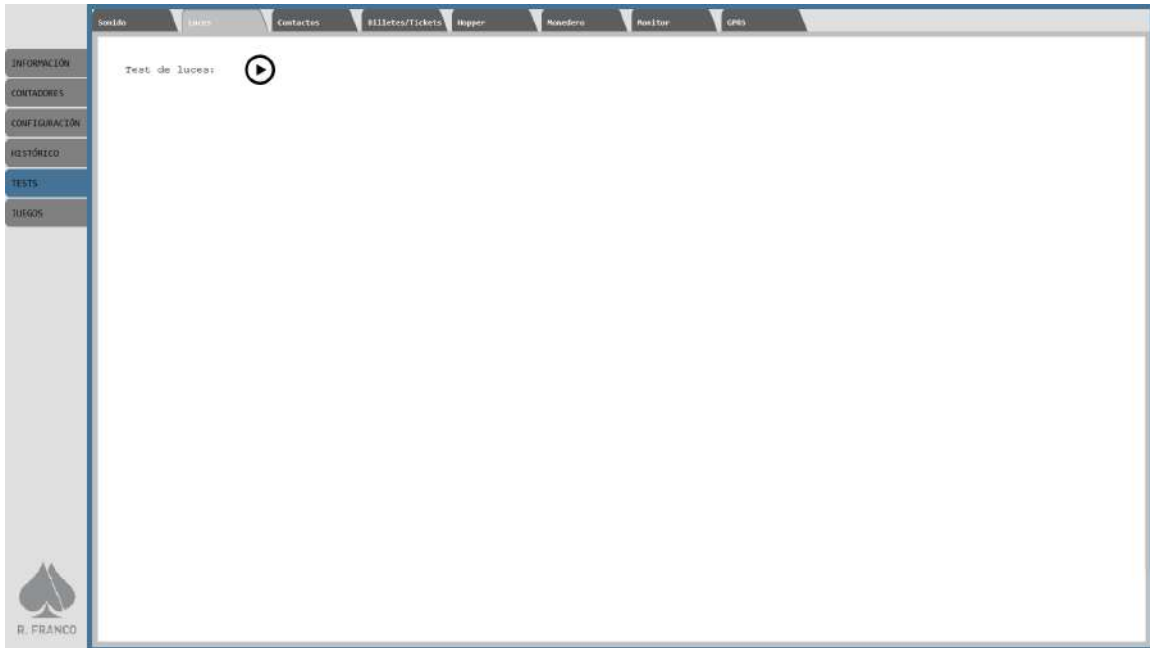 Sonido
Luces
Contactos
Billetes/Tickets
Hopper
Monedero
Monitor
GPRS
INFORMACIÓN
CONTADORES
CONFIGURACIÓN
HISTÓRICO
TESTS
JUEGOS
Test de luces:
R. FRANCO